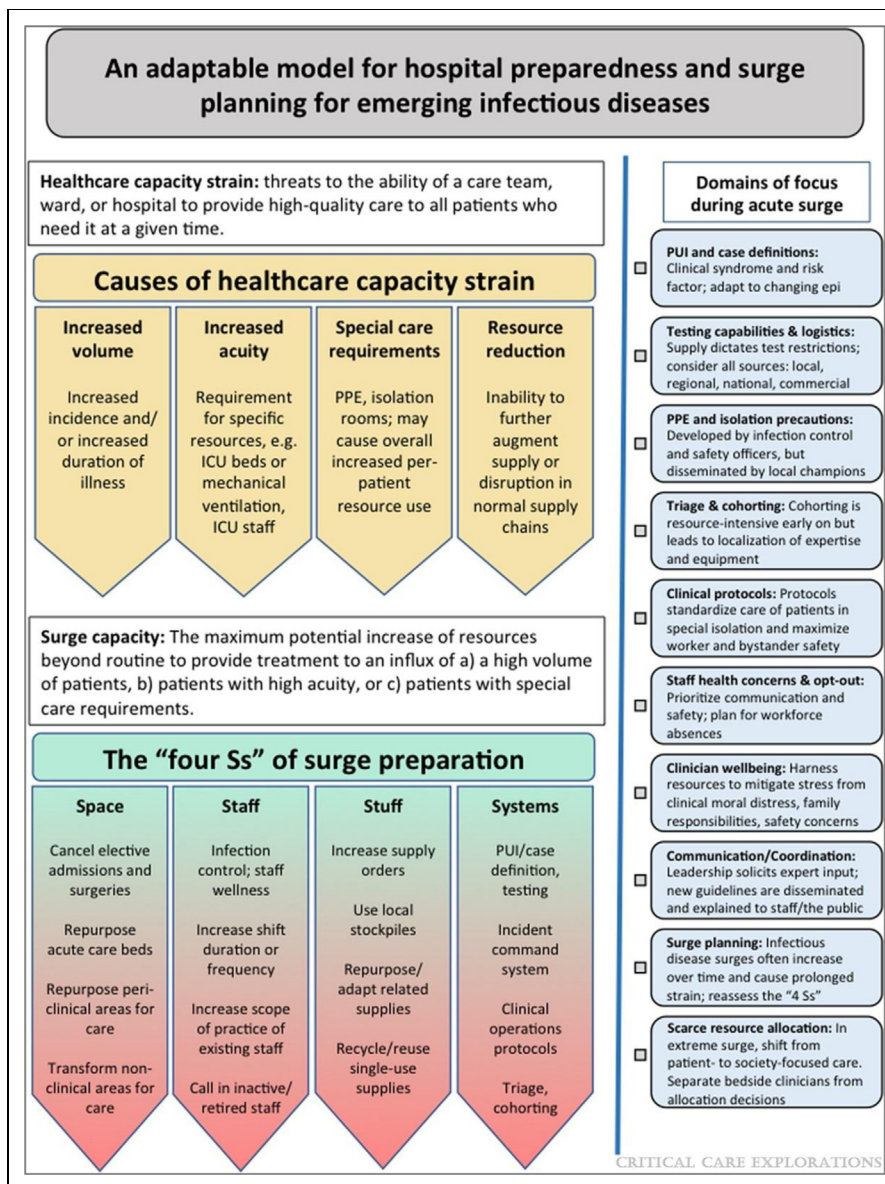 An adaptable model for hospital preparedness and surge
planning for emerging infectious diseases
Healthcare capacity strain: threats to the ability of a care team,
ward, or hospital to provide high-quality care to all patients who
need it at a given time.
Causes of healthcare capacity strain
Increased
volume
Increased
incidence and/
or increased
duration of
illness
Increased
acuity
Requirement
for specific
resources, e.g.
ICU beds or
mechanical
ventilation,
ICU staff
Special care
requirements
PPE, isolation
rooms; may
cause overall
increased per-
patient
resource use
Resource
reduction
Inability to
further
augment
supply or
disruption in
normal supply
chains
Surge capacity: The maximum potential increase of resources
beyond routine to provide treatment to an influx of a) a high volume
of patients, b) patients with high acuity, or c) patients with special
care requirements.
The “four Ss” of surge preparation
Space
Cancel elective
admissions and
surgeries
Repurpose
acute care beds
Repurpose peri-
clinical areas for
care
Transform non-
clinical areas for
care
Staff
Infection
control; staff
wellness
Increase shift
duration or
frequency
Increase scope
of practice of
existing staff
Call in inactive/
retired staff
Stuff
Increase supply
orders
Use local
stockpiles
Repurpose/
adapt related
supplies
Recycle/reuse
single-use
supplies
Systems
PUI/case
definition,
testing
Incident
command
system
Clinical
operations
protocols
Triage,
cohorting
Domains of focus
during acute surge
PUI and case definitions:
Clinical syndrome and risk
factor; adapt to changing epi
Testing capabilities & logistics:
Supply dictates test restrictions;
consider all sources: local,
regional, national, commercial
PPE and isolation precautions:
Developed by infection control
and safety officers, but
disseminated by local champions
Triage & cohorting: Cohorting is
resource-intensive early on but
leads to localization of expertise
and equipment
Clinical protocols: Protocols
standardize care of patients in
special isolation and maximize
worker and bystander safety
Staff health concerns & opt-out:
Prioritize communication and
safety; plan for workforce
absences
Clinician wellbeing: Harness
resources to mitigate stress from
clinical moral distress, family
responsibilities, safety concerns
Communication/Coordination:
Leadership solicits expert input;
new guidelines are disseminated
and explained to staff/the public
Surge planning: Infectious
disease surges often increase
over time and cause prolonged
strain; reassess the “4 Ss”
Scarce resource allocation: In
extreme surge, shift from
patient- to society-focused care.
Separate bedside clinicians from
allocation decisions
CRITICAL CARE EXPLORATIONS